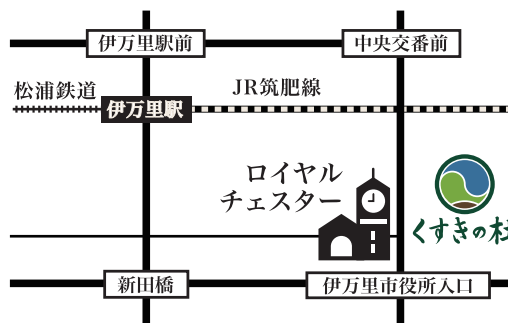 伊万里駅前
中央交番前
松浦鉄道
JR筑肥線
伊万里駅
ロイヤル
チェスター
くすきの杜
新田橋
伊万里市役所入口